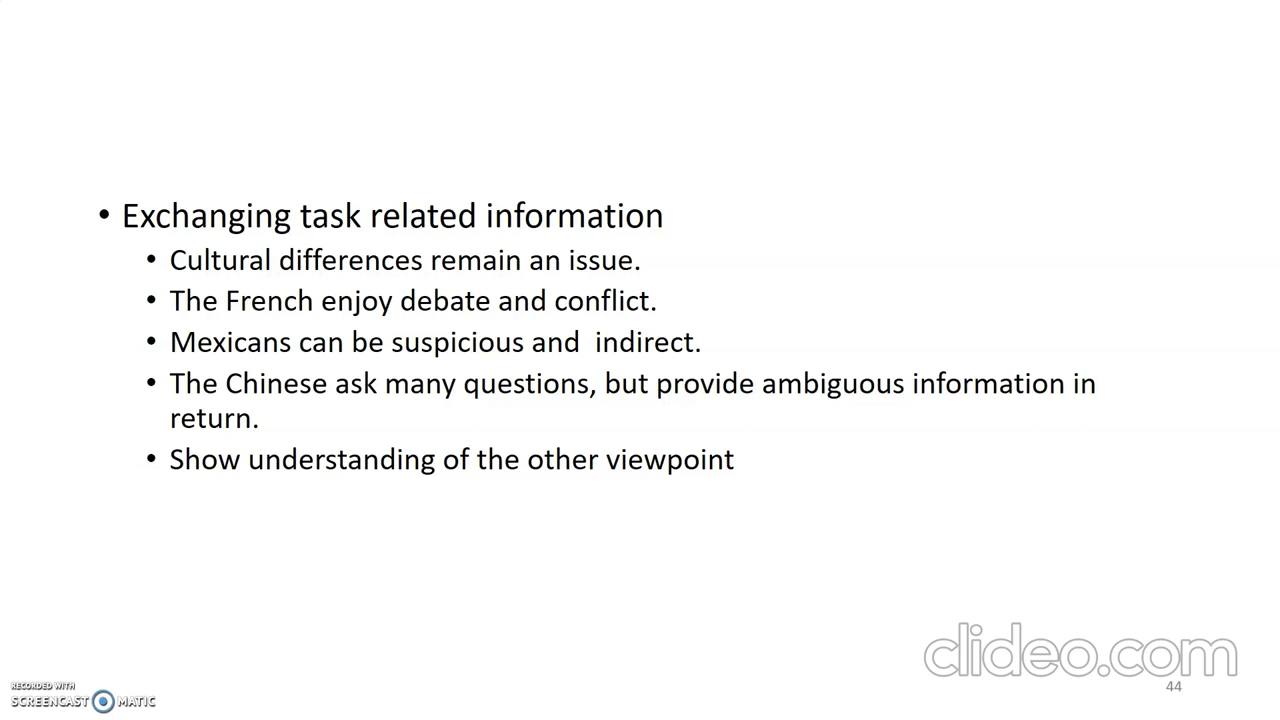 • Exchanging task related information
• Cultural differences remain an issue.
• The French enjoy debate and conflict.
• Mexicans can be suspicious and  indirect.
• The Chinese ask many questions, but provide ambiguous information in
return.
• Show understanding of the other viewpoint
clideo.com
44
RECORDED WITH
SCREENCAST MATIC